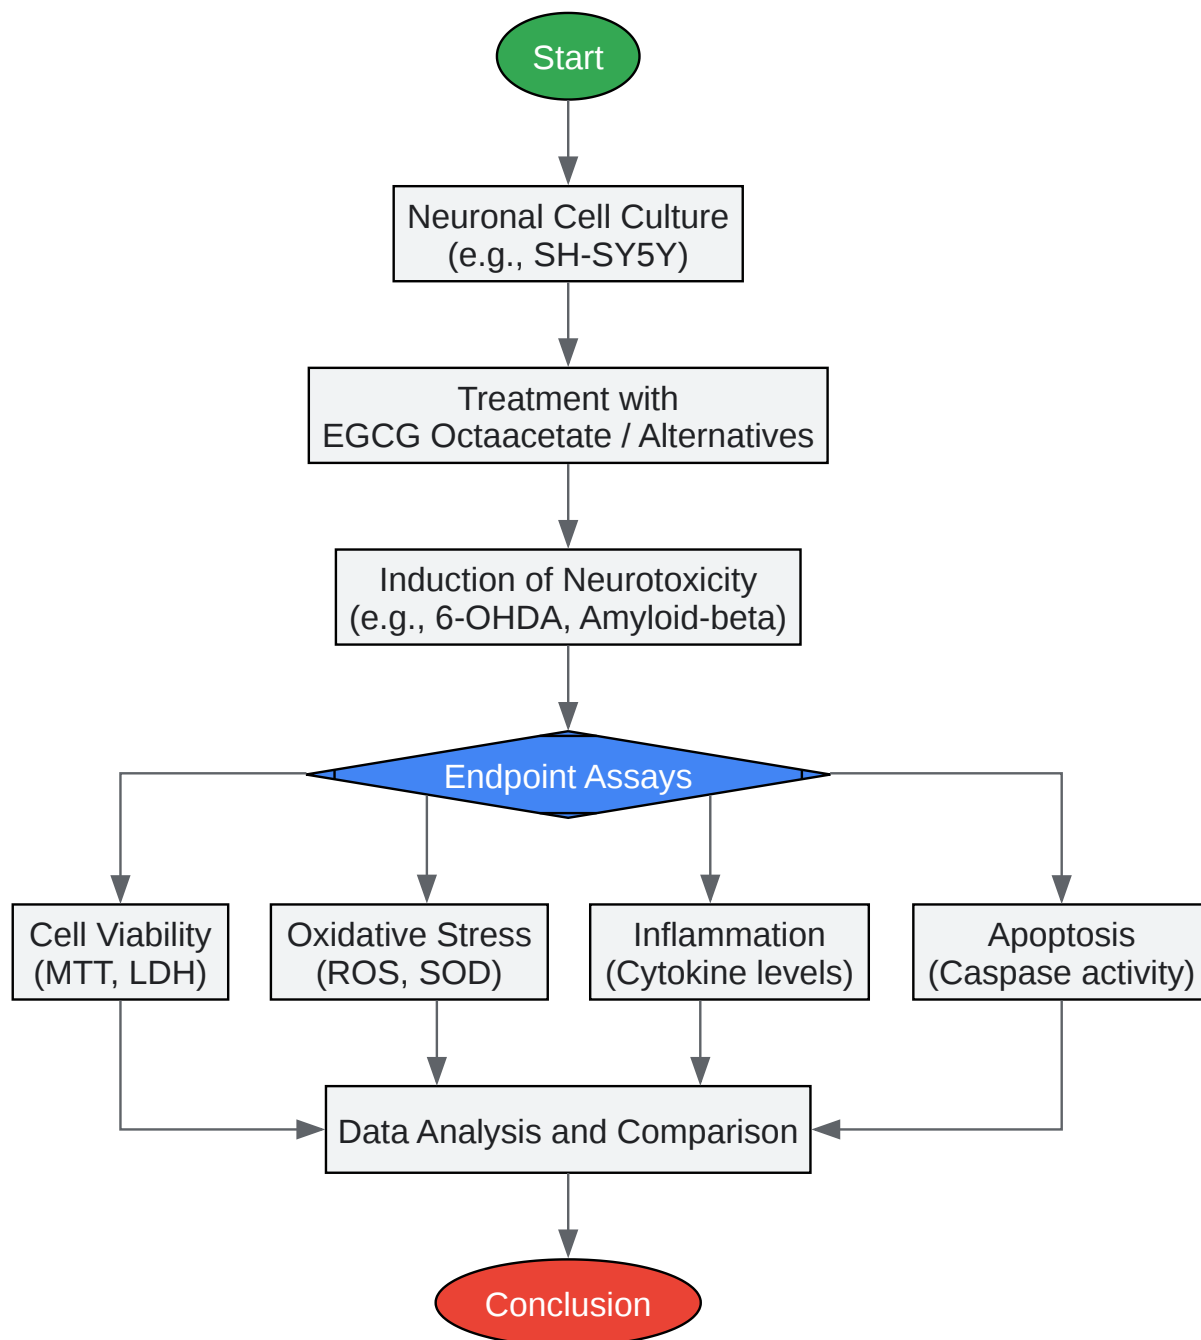 Start
Neuronal Cell Culture
(e.g., SH-SY5Y)
Treatment with
EGCG Octaacetate / Alternatives
Induction of Neurotoxicity
(e.g., 6-OHDA, Amyloid-beta)
Endpoint Assays
Cell Viability
(MTT, LDH)
Oxidative Stress
(ROS, SOD)
Inflammation
(Cytokine levels)
Apoptosis
(Caspase activity)
Data Analysis and Comparison
Conclusion